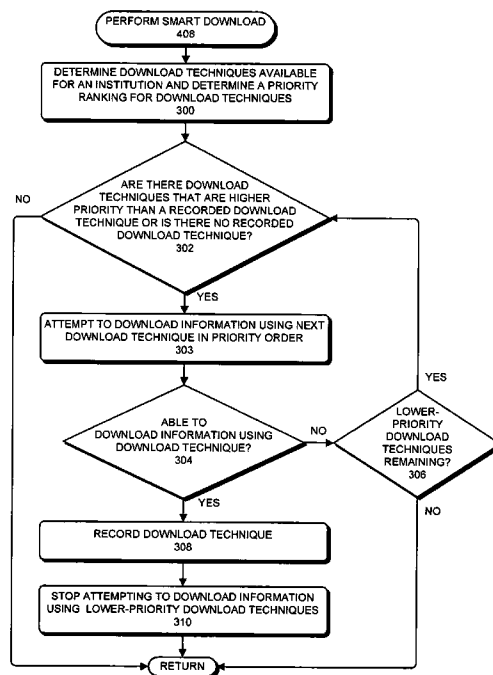 PERFORM SMART DOWNLOAD
408
DETERMINE DOWNLOAD TECHNIQUES AVAILABLE
FOR AN INSTITUTION AND DETERMINE A PRIORITY
RANKING FOR DOWNLOAD TECHNIQUES
300
NO
ARE THERE DOWNLOAD
TECHNIQUES THAT ARE HIGHER
PRIORITY THAN A RECORDED DOWNLOAD
TECHNIQUE OR IS THERE NO RECORDED
DOWNLOAD TECHNIQUE?
302
YES
ATTEMPT TO DOWNLOAD INFORMATION USING NEXT
DOWNLOAD TECHNIQUE IN PRIORITY ORDER
303
ABLE TO
DOWNLOAD INFORMATION USING
DOWNLOAD TECHNIQUE?
304
NO
YES
LOWER-
PRIORITY
DOWNLOAD
TECHNIQUES
REMAINING?
306
NO
YES
RECORD DOWNLOAD TECHNIQUE
308
STOP ATTEMPTING TO DOWNLOAD INFORMATION
USING LOWER-PRIORITY DOWNLOAD TECHNIQUES
310
RETURN